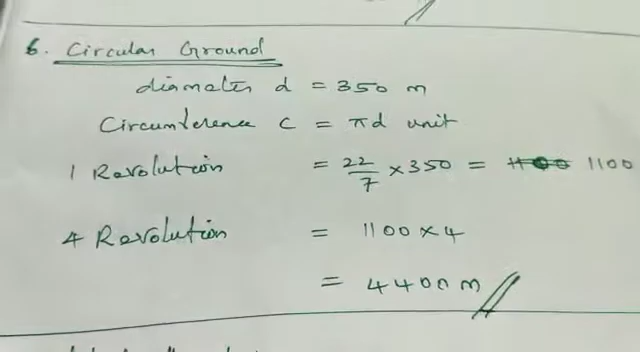 6. Circular Ground
diameter d = 350 m
Circumference C = πd unit
1 Revolution = 22/7 × 350 = 1100
4 Revolution = 1100 × 4
= 4400 m